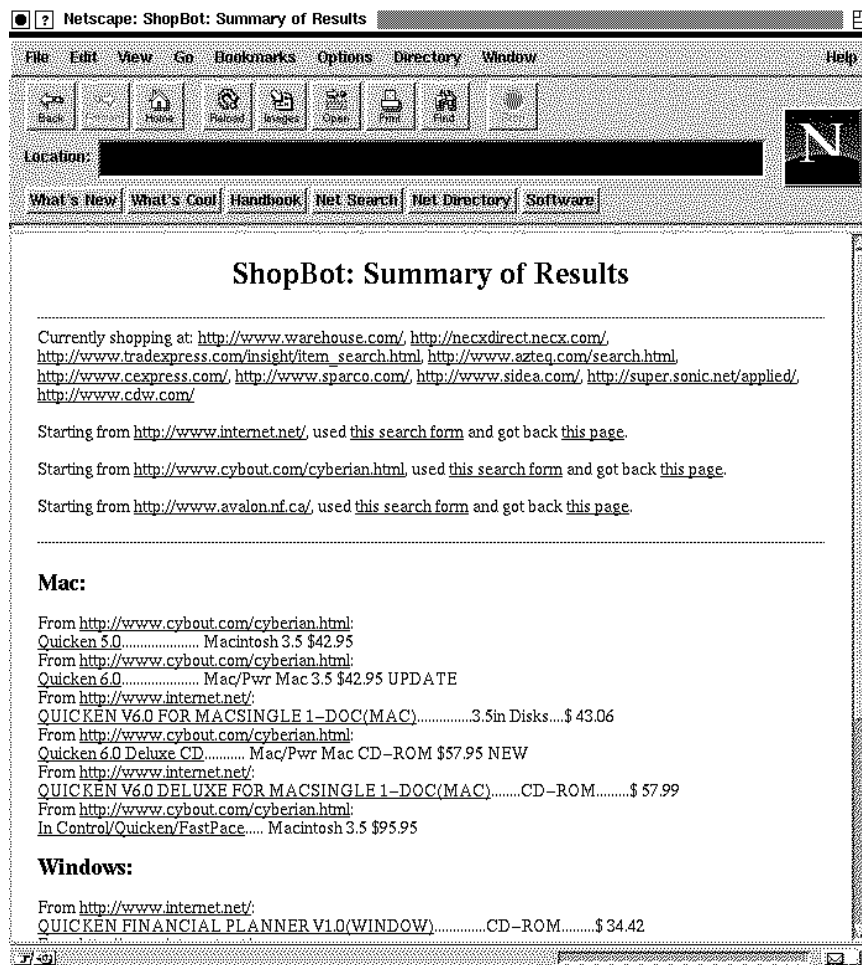 Netscape: ShopBot: Summary of Results
File Edit View Go Bookmarks Options Directory Window Help
Back Forward Home Reload Images Open Print Find Stop
Location:
N
What's New What's Cool Handbook Net Search Net Directory Software
ShopBot: Summary of Results
Currently shopping at: http://www.warehouse.com/, http://necxdirect.necx.com/,
http://www.tradexpress.com/insight/item_search.html, http://www.azteq.com/search.html,
http://www.cexpress.com/, http://www.sparco.com/, http://www.sidea.com/, http://super.sonic.net/applied/,
http://www.cdw.com/
Starting from http://www.internet.net/, used this search form and got back this page.
Starting from http://www.cybout.com/cyberian.html, used this search form and got back this page.
Starting from http://www.avalon.nf.ca/, used this search form and got back this page.
Mac:
From http://www.cybout.com/cyberian.html:
Quicken 5.0..................... Macintosh 3.5 $42.95
From http://www.cybout.com/cyberian.html:
Quicken 6.0..................... Mac/Pwr Mac 3.5 $42.95 UPDATE
From http://www.internet.net/:
QUICKEN V6.0 FOR MACSINGLE 1-DOC(MAC)...............3.5in Disks....$ 43.06
From http://www.cybout.com/cyberian.html:
Quicken 6.0 Deluxe CD........... Mac/Pwr Mac CD-ROM $57.95 NEW
From http://www.internet.net/:
QUICKEN V6.0 DELUXE FOR MACSINGLE 1-DOC(MAC)........CD-ROM.........$ 57.99
From http://www.cybout.com/cyberian.html:
In Control/Quicken/FastPace..... Macintosh 3.5 $95.95
Windows:
From http://www.internet.net/:
QUICKEN FINANCIAL PLANNER V1.0(WINDOW)..............CD-ROM.........$ 34.42